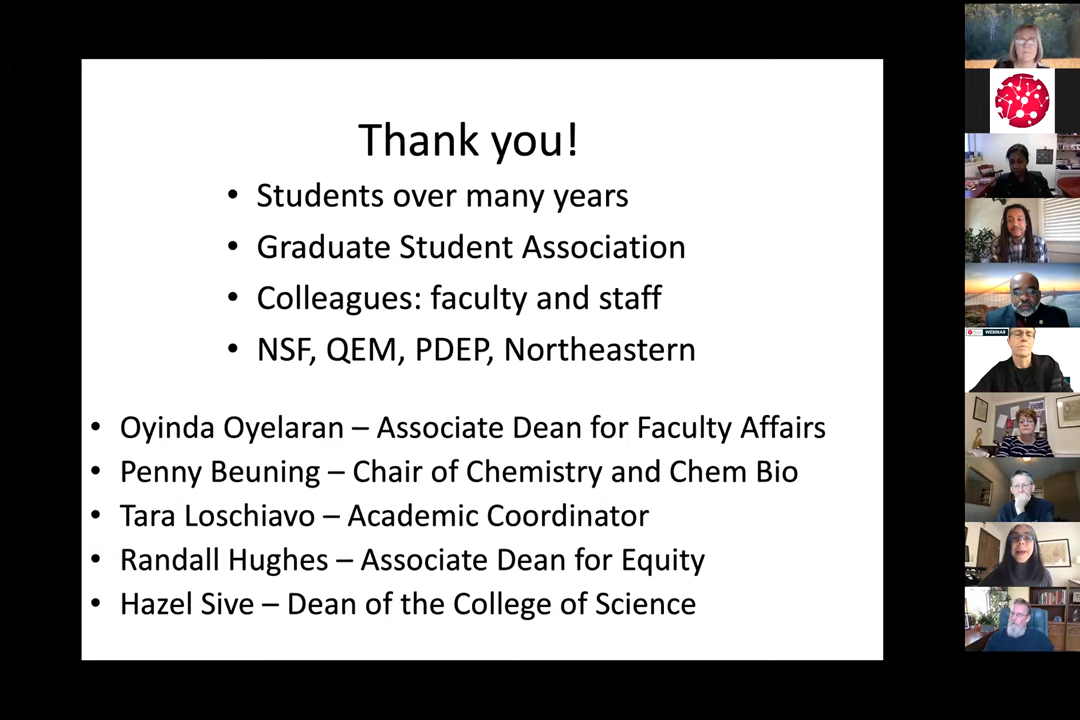 Thank you!
• Students over many years
• Graduate Student Association
• Colleagues: faculty and staff
• NSF, QEM, PDEP, Northeastern
• Oyinda Oyelaran – Associate Dean for Faculty Affairs
• Penny Beuning – Chair of Chemistry and Chem Bio
• Tara Loschiavo – Academic Coordinator
• Randall Hughes – Associate Dean for Equity
• Hazel Sive – Dean of the College of Science
WEBINAR